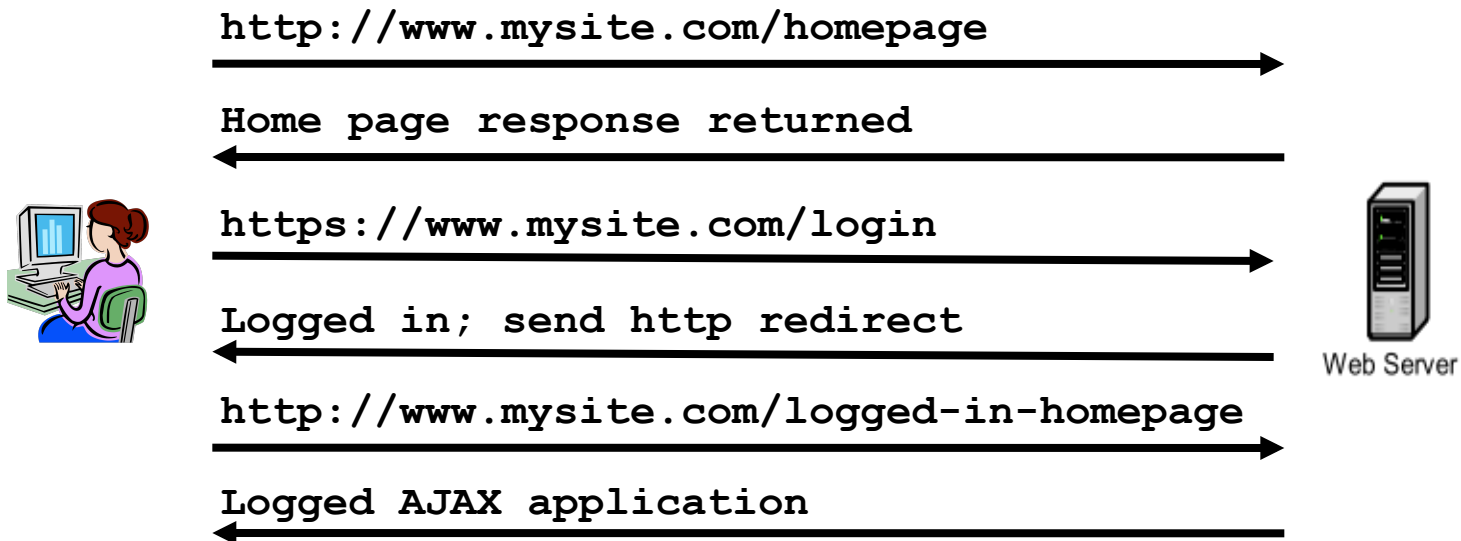 http://www.mysite.com/homepage
Home page response returned
https://www.mysite.com/login
Logged in; send http redirect
Web Server
http://www.mysite.com/logged-in-homepage
Logged AJAX application